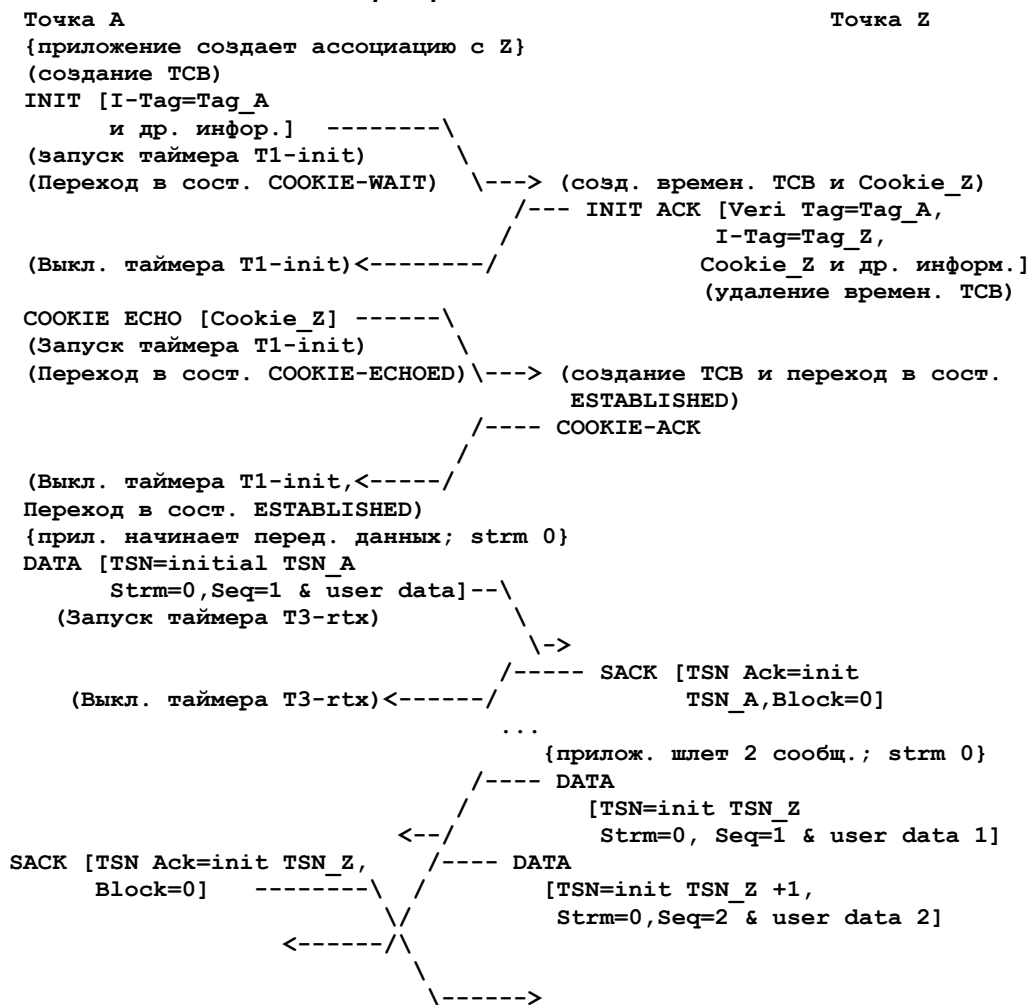 Точка A                                             Точка Z
{приложение создает ассоциацию с Z}
(создание TCB)
INIT [I-Tag=Tag_A
      и др. инфор.]  --------\
(запуск таймера T1-init)      \
(Переход в сост. COOKIE-WAIT)  \---> (созд. времен. TCB и Cookie_Z)
                                /--- INIT ACK [Veri Tag=Tag_A,
                               /              I-Tag=Tag_Z,
(Выкл. таймера T1-init)<--------/             Cookie_Z и др. информ.]
                                              (удаление времен. TCB)
COOKIE ECHO [Cookie_Z] ------\
(Запуск таймера T1-init)      \
(Переход в сост. COOKIE-ECHOED)\---> (создание TCB и переход в сост.
                                     ESTABLISHED)
                               /---- COOKIE-ACK
                              /
(Выкл. таймера T1-init,<-----/
Переход в сост. ESTABLISHED)
{прил. начинает перед. данных; strm 0}
DATA [TSN=initial TSN_A
      Strm=0,Seq=1 & user data]--\
  (Запуск таймера T3-rtx)         \
                                   \->
                                 /----- SACK [TSN Ack=init
   (Выкл. таймера T3-rtx)<------/             TSN_A,Block=0]
                                 ...
                                    {прилож. шлет 2 сообщ.; strm 0}
                               /---- DATA
                              /        [TSN=init TSN_Z
                          <--/          Strm=0, Seq=1 & user data 1]
SACK [TSN Ack=init TSN_Z,    /---- DATA
      Block=0]   --------\  /        [TSN=init TSN_Z +1,
                          \/          Strm=0,Seq=2 & user data 2]
                   <------/\
                            \
                             \------>